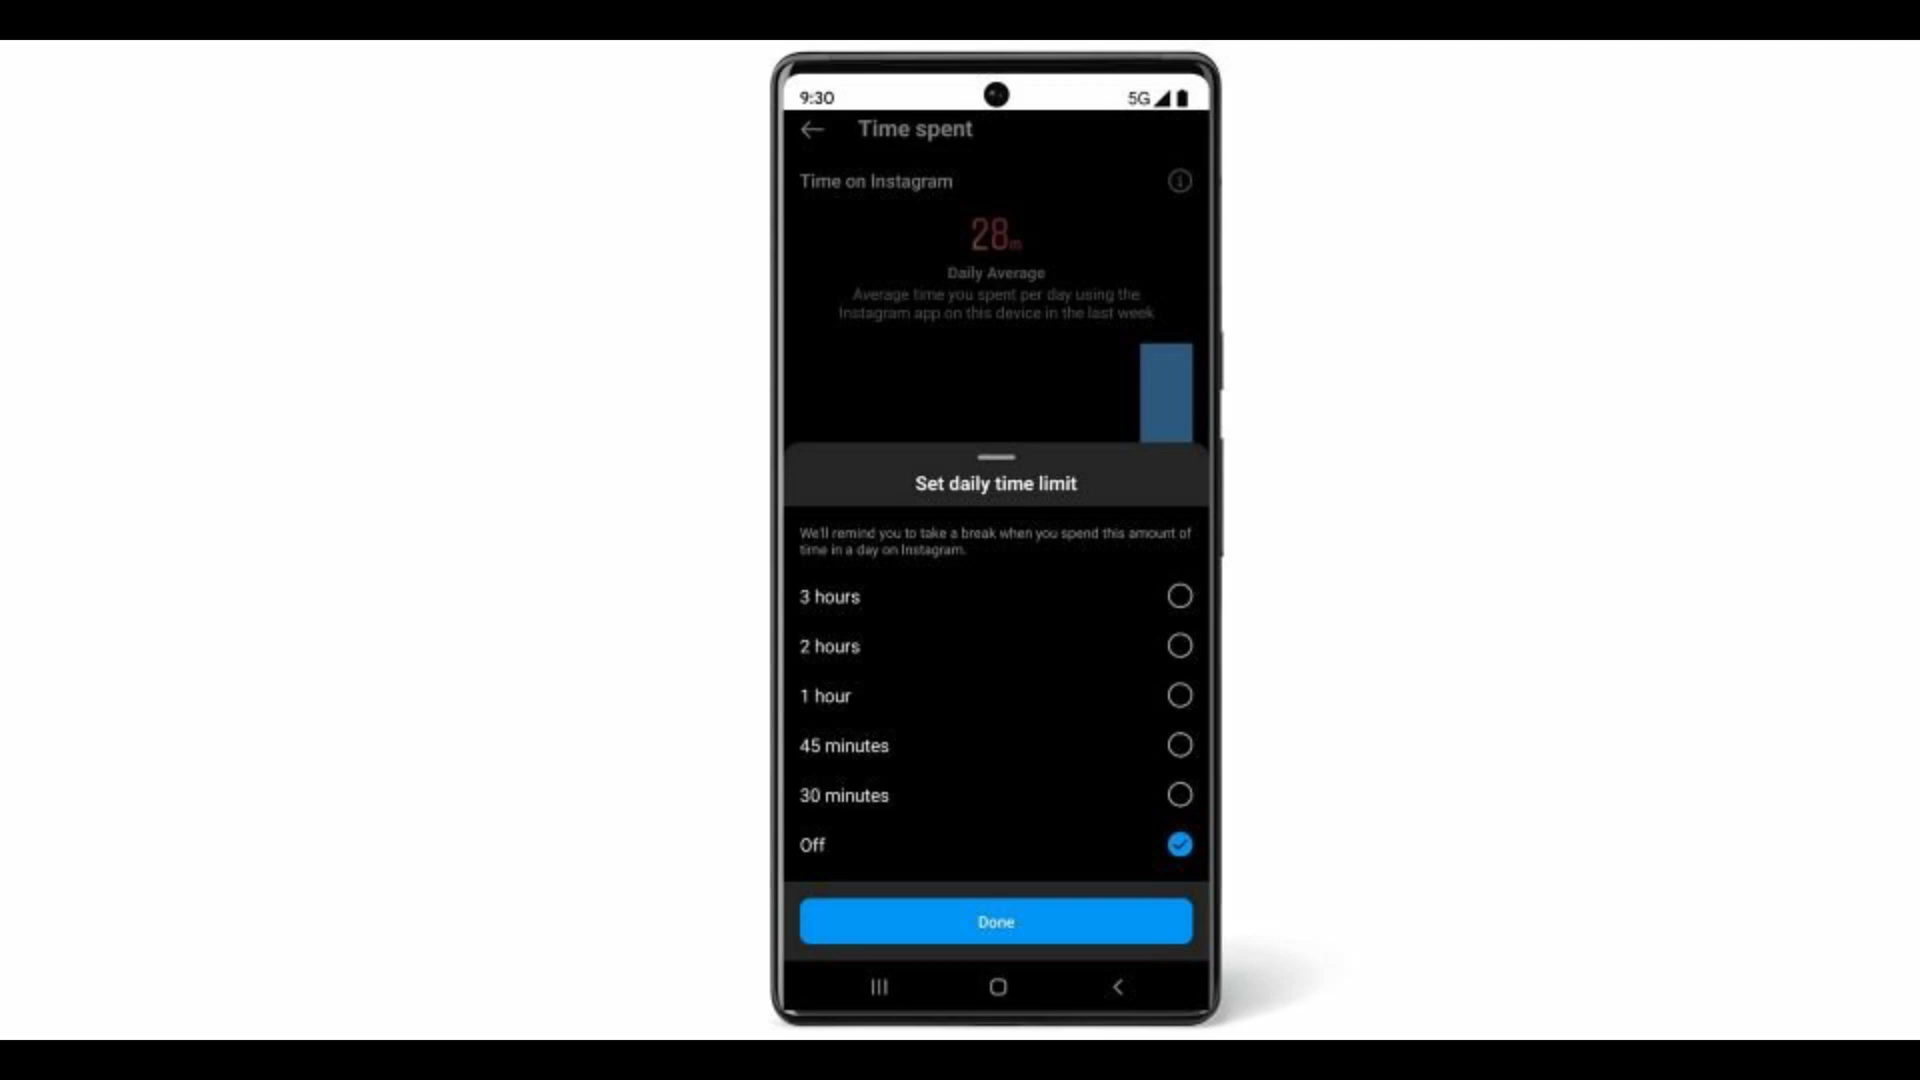 9:30
5G
Time spent
Time on Instagram
28m
Daily Average
Average time you spent per day using the
Instagram app on this device in the last week
Set daily time limit
We'll remind you to take a break when you spend this amount of
time in a day on Instagram.
3 hours
2 hours
1 hour
45 minutes
30 minutes
Off
Done